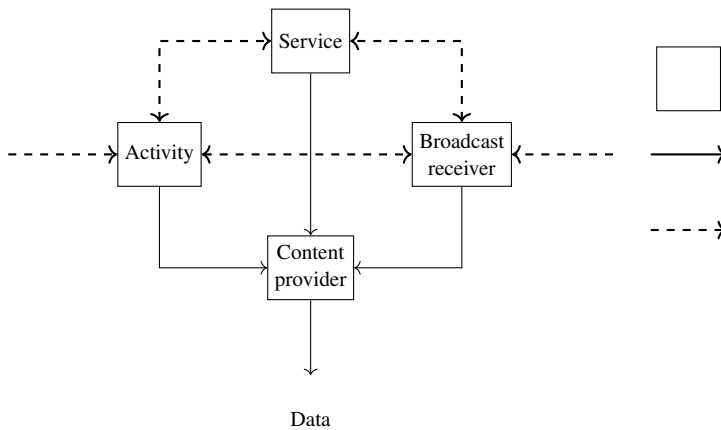 Service
Activity
Broadcast
receiver
Content
provider
Data